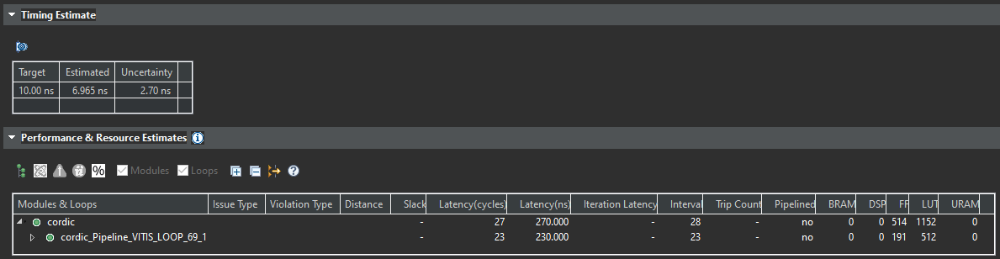 Timing Estimate
Target Estimated Uncertainty
10.00 ns 6.965 ns 2.70 ns
Performance & Resource Estimates
% Modules Loops
Modules & Loops Issue Type Violation Type Distance Slack Latency(cycles) Latency(ns) Iteration Latency Interval Trip Count Pipelined BRAM DSP FF LUT URAM
cordic - 27 270.000 - 28 - no 0 0 514 1152 0
cordic_Pipeline_VITIS_LOOP_69_1 - 23 230.000 - 23 - no 0 0 191 512 0